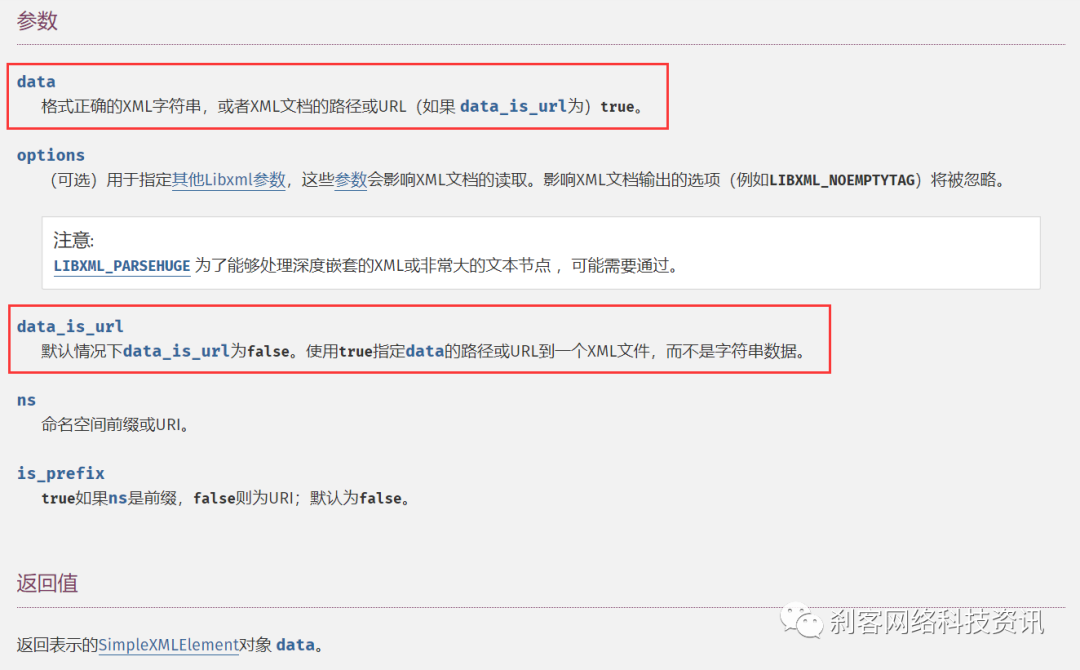 参数
data
格式正确的XML字符串，或者XML文档的路径或URL（如果 data_is_url为）true。
options
（可选）用于指定其他Libxml参数，这些参数会影响XML文档的读取。影响XML文档输出的选项（例如LIBXML_NOEMPTYTAG）将被忽略。
注意:
LIBXML_PARSEHUGE 为了能够处理深度嵌套的XML或非常大的文本节点 ，可能需要通过。
data_is_url
默认情况下data_is_url为false。使用true指定data的路径或URL到一个XML文件，而不是字符串数据。
ns
命名空间前缀或URI。
is_prefix
true如果ns是前缀，false则为URI；默认为false。
返回值
返回表示的SimpleXMLElement对象 data。
刹客网络科技资讯